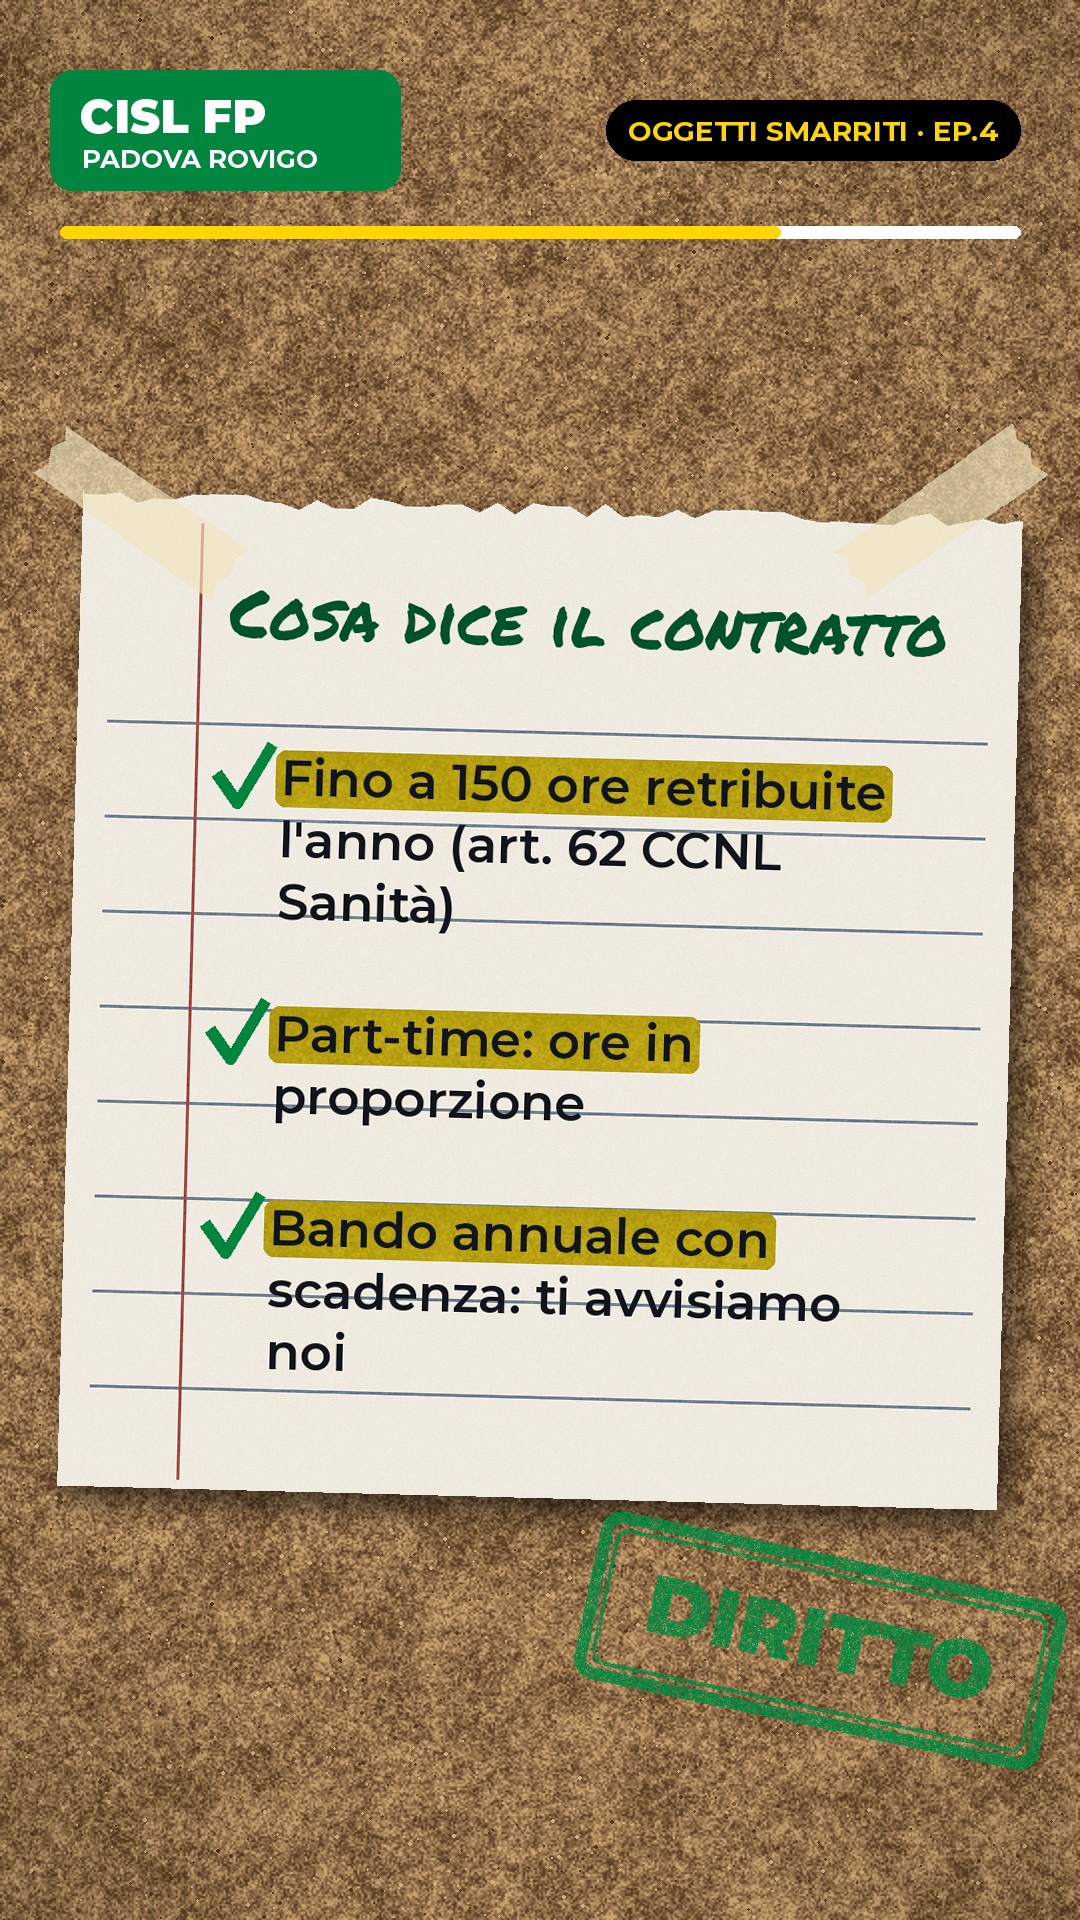 CISL FP
PADOVA ROVIGO
OGGETTI SMARRITI · EP.4
COSA DICE IL CONTRATTO
Fino a 150 ore retribuite
l'anno (art. 62 CCNL
Sanità)
Part-time: ore in
proporzione
Bando annuale con
scadenza: ti avvisiamo
noi
DIRITTO